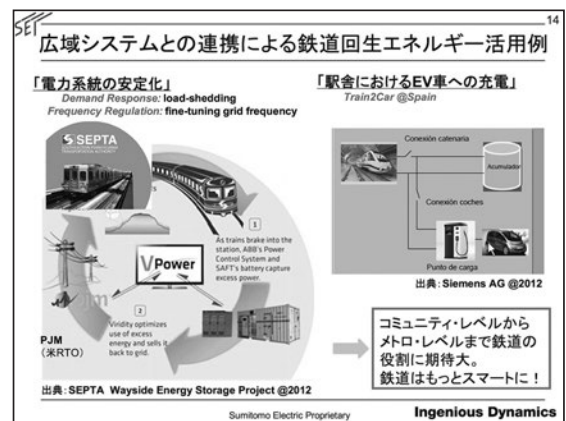 SEI
14
広域システムとの連携による鉄道回生エネルギー活用例
「電力系統の安定化」
Demand Response: load-shedding
Frequency Regulation: fine-tuning grid frequency
SEPTA
1
As trains brake into the
station, ABB's Power
Control System and
SAFT's battery capture
excess power.
VPower
2
Viridity optimizes
use of excess
energy and sells it
back to grid.
PJM
(米RTO)
出典:SEPTA Wayside Energy Storage Project @2012
「駅舎におけるEV車への充電」
Train2Car @Spain
Conexión catenaria
Acumulador
Conexión coches
Punto de carga
出典:Siemens AG @2012
コミュニティ・レベルから
メトロ・レベルまで鉄道の
役割に期待大。
鉄道はもっとスマートに!
Sumitomo Electric Proprietary
Ingenious Dynamics